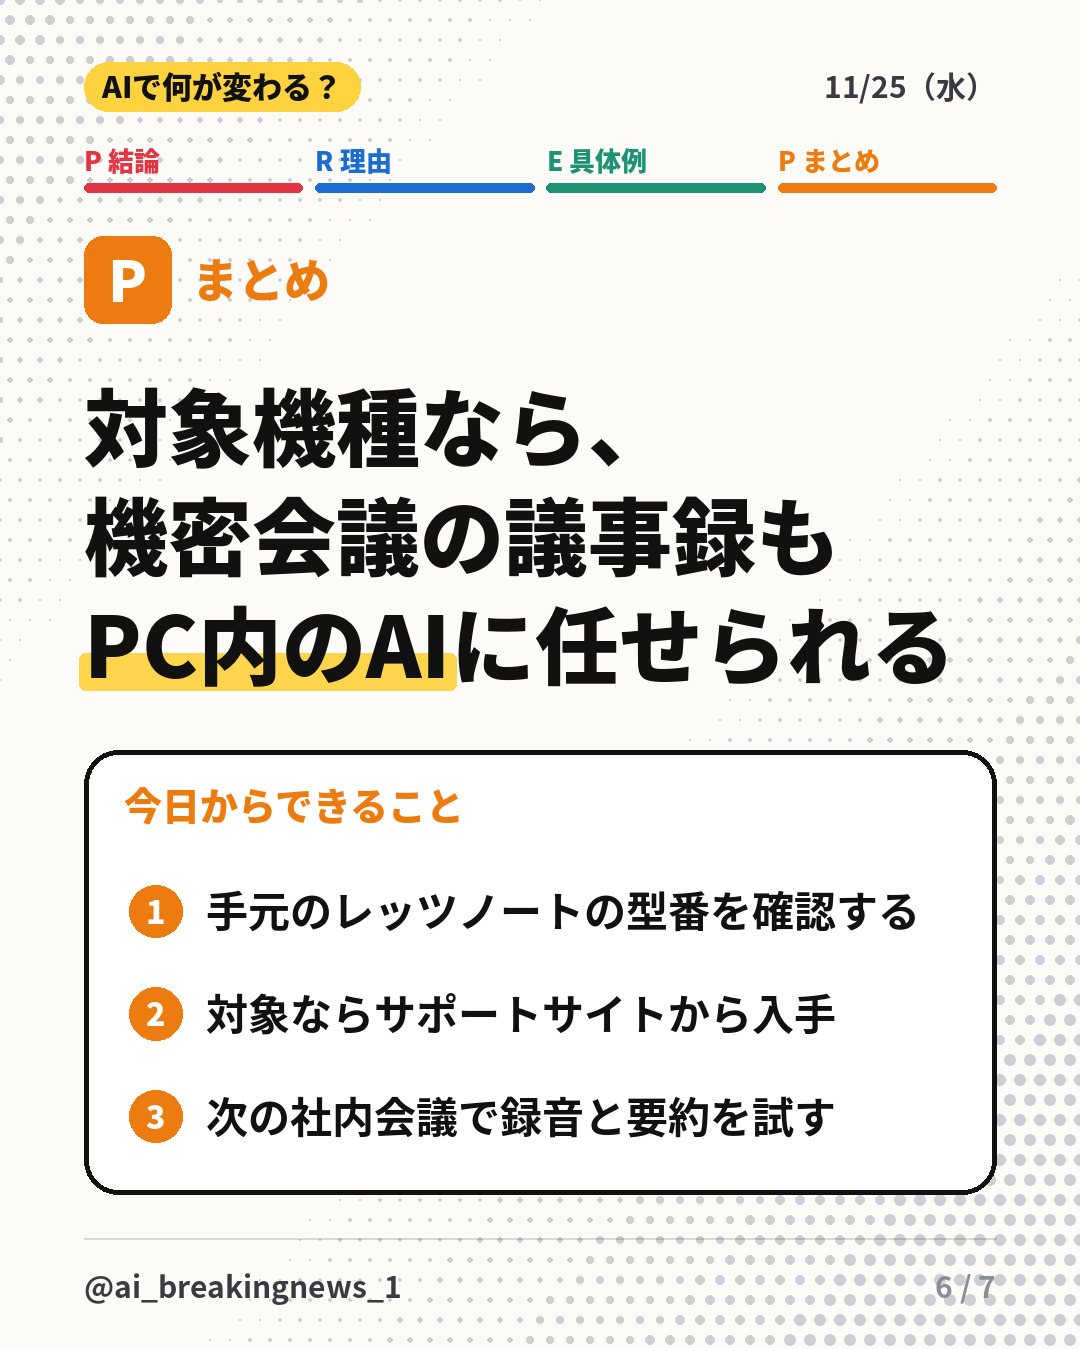 AIで何が変わる？
11/25（水）
P 結論
R 理由
E 具体例
P まとめ
P まとめ
対象機種なら、
機密会議の議事録も
PC内のAIに任せられる
今日からできること
1 手元のレッツノートの型番を確認する
2 対象ならサポートサイトから入手
3 次の社内会議で録音と要約を試す
@ai_breakingnews_1
6 / 7